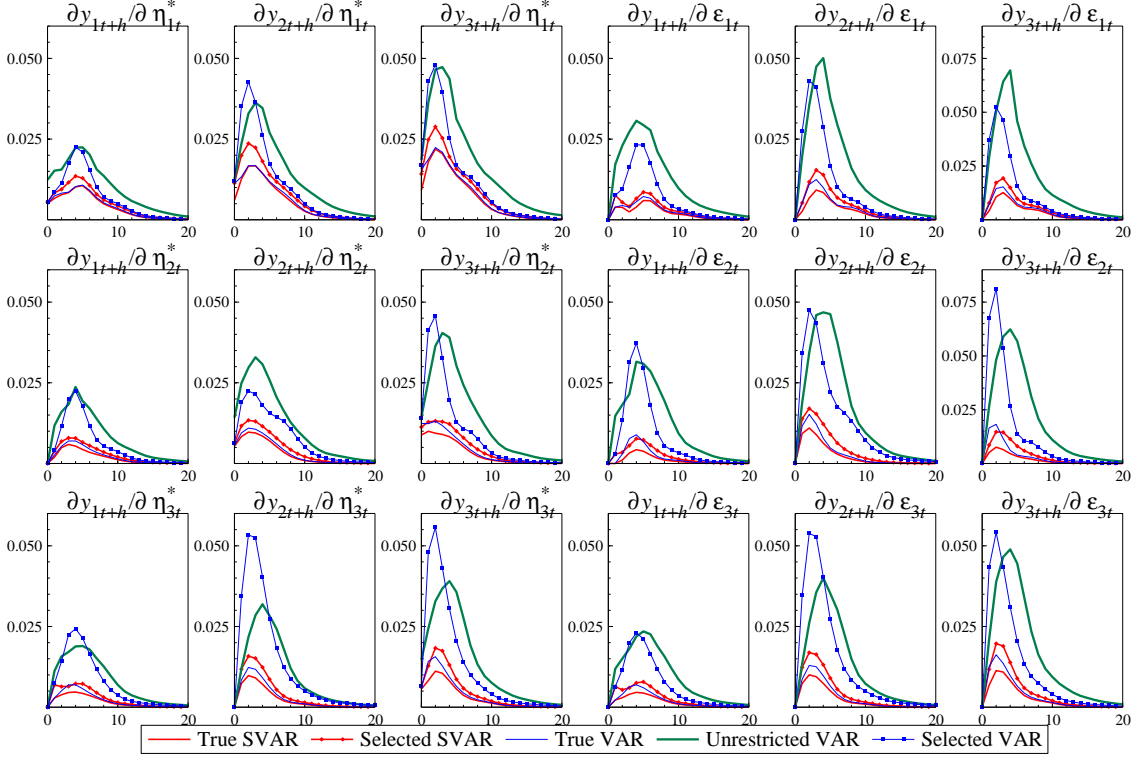 ∂y1t+h/∂ η*1t ∂y2t+h/∂ η*1t ∂y3t+h/∂ η*1t ∂y1t+h/∂ ε1t ∂y2t+h/∂ ε1t ∂y3t+h/∂ ε1t
0.050 0.050 0.050 0.050 0.050 0.075
0.050
0.025 0.025 0.025 0.025 0.025 0.025
0 10 20 0 10 20 0 10 20 0 10 20 0 10 20 0 10 20
∂y1t+h/∂ η*2t ∂y2t+h/∂ η*2t ∂y3t+h/∂ η*2t ∂y1t+h/∂ ε2t ∂y2t+h/∂ ε2t ∂y3t+h/∂ ε2t
0.050 0.050 0.050 0.050 0.050 0.075
0.050
0.025 0.025 0.025 0.025 0.025 0.025
0 10 20 0 10 20 0 10 20 0 10 20 0 10 20 0 10 20
∂y1t+h/∂ η*3t ∂y2t+h/∂ η*3t ∂y3t+h/∂ η*3t ∂y1t+h/∂ ε3t ∂y2t+h/∂ ε3t ∂y3t+h/∂ ε3t
0.050 0.050 0.050 0.050 0.050 0.050
0.025 0.025 0.025 0.025 0.025 0.025
0 10 20 0 10 20 0 10 20 0 10 20 0 10 20 0 10 20
True SVAR Selected SVAR True VAR Unrestricted VAR Selected VAR